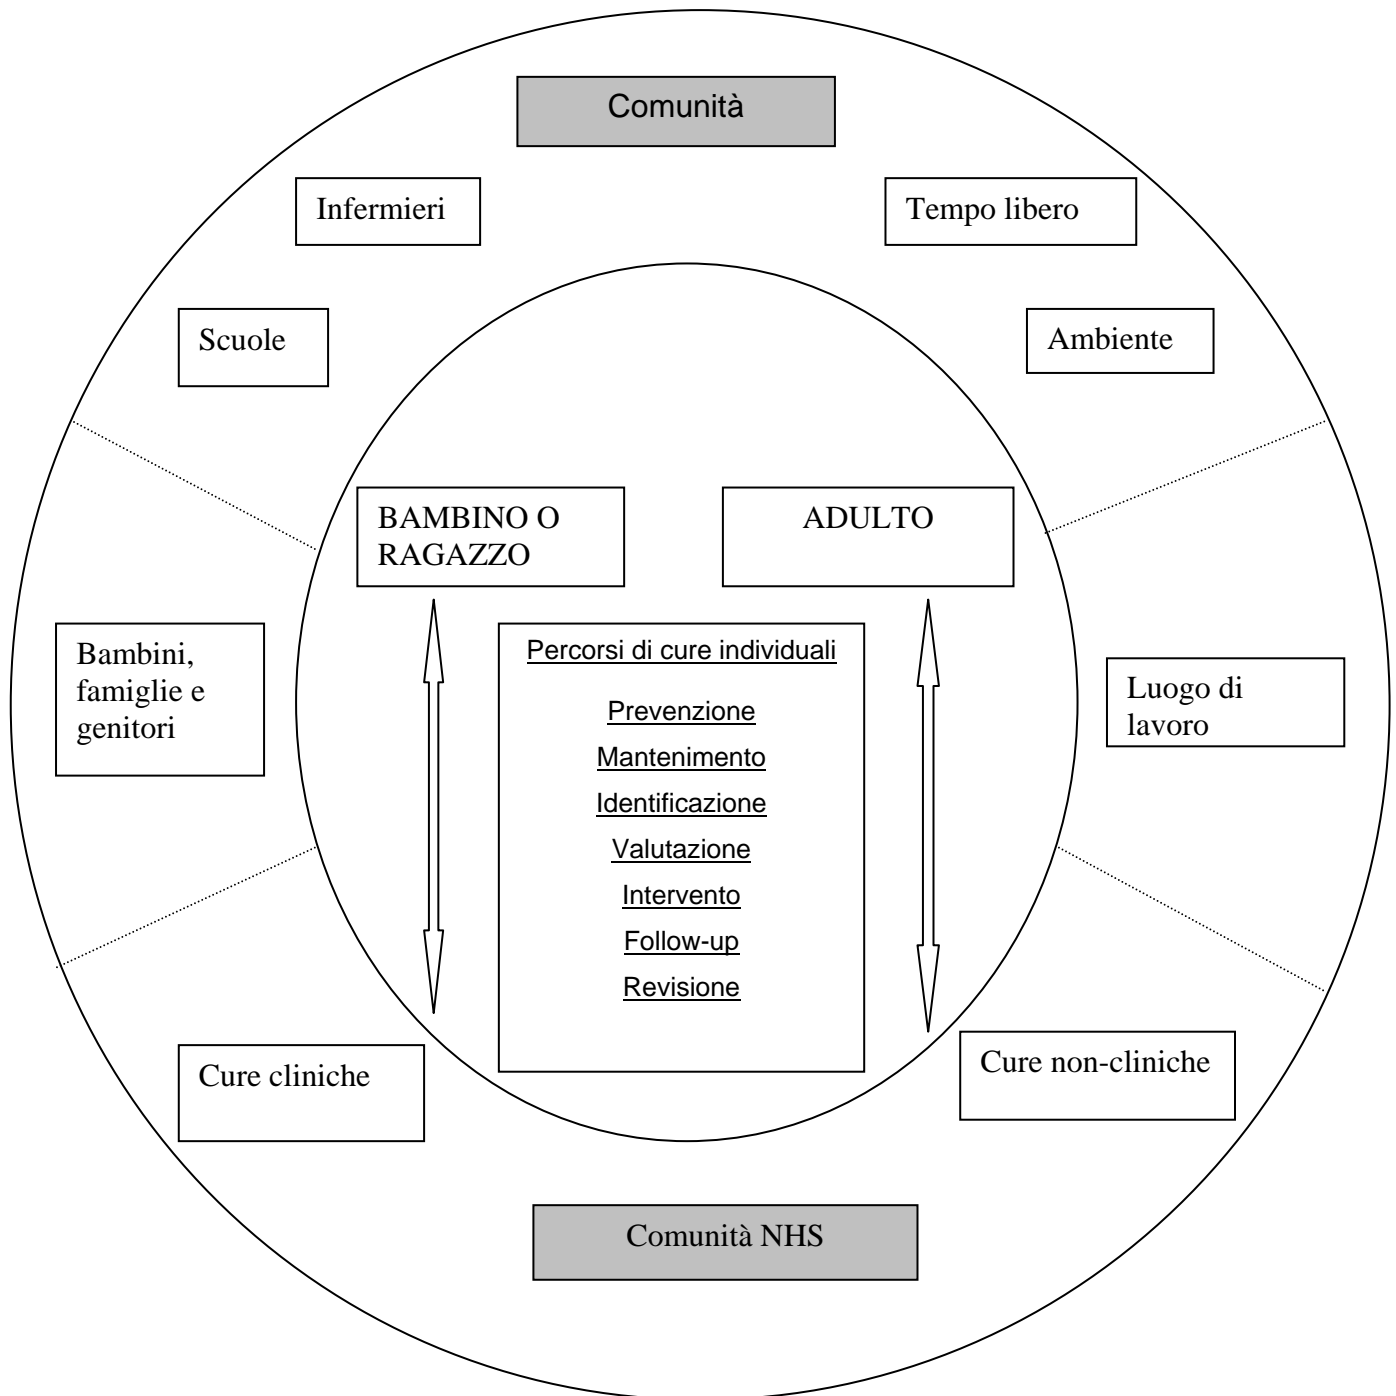 Comunità
Infermieri
Tempo libero
Scuole
Ambiente
BAMBINO O
RAGAZZO
ADULTO
Bambini,
famiglie e
genitori
Percorsi di cure individuali
Prevenzione
Mantenimento
Identificazione
Valutazione
Intervento
Follow-up
Revisione
Luogo di
lavoro
Cure cliniche
Cure non-cliniche
Comunità NHS